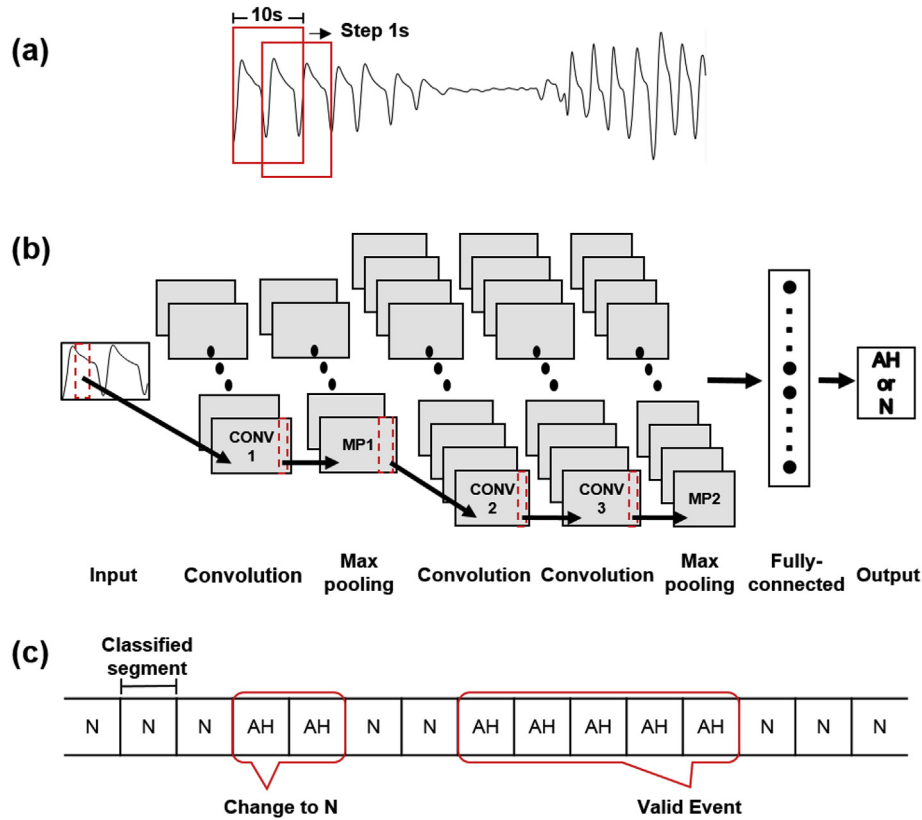 (a)
10s
Step 1s
(b)
CONV
1
MP1
CONV
2
CONV
3
MP2
AH
or
N
Input
Convolution
Max
pooling
Convolution
Convolution
Max
pooling
Fully-
connected
Output
(c)
Classified
segment
N N N AH AH N N AH AH AH AH AH N N N
Change to N
Valid Event